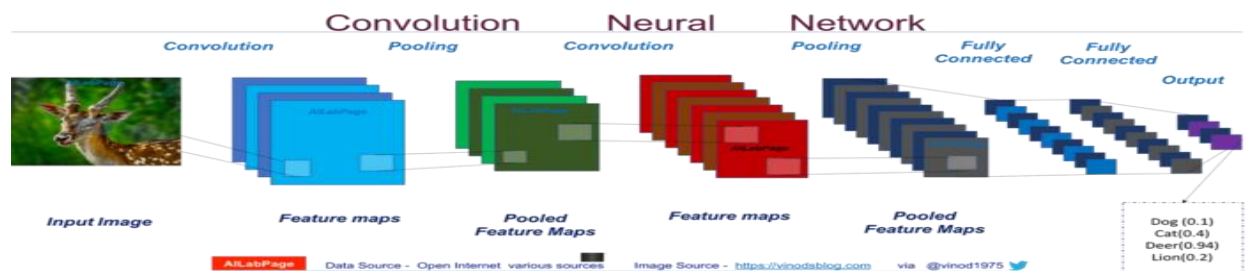 Convolution Neural Network
Convolution Pooling Convolution Pooling Fully Connected Fully Connected Output
AILabPage
AILabPage
AILabPage
AILabPage
Input Image Feature maps Pooled Feature Maps Feature maps Pooled Feature Maps
Dog (0.1)
Cat(0.4)
Deer(0.94)
Lion(0.2)
AILabPage Data Source - Open Internet various sources Image Source - https://vinodsblog.com via @vinod1975